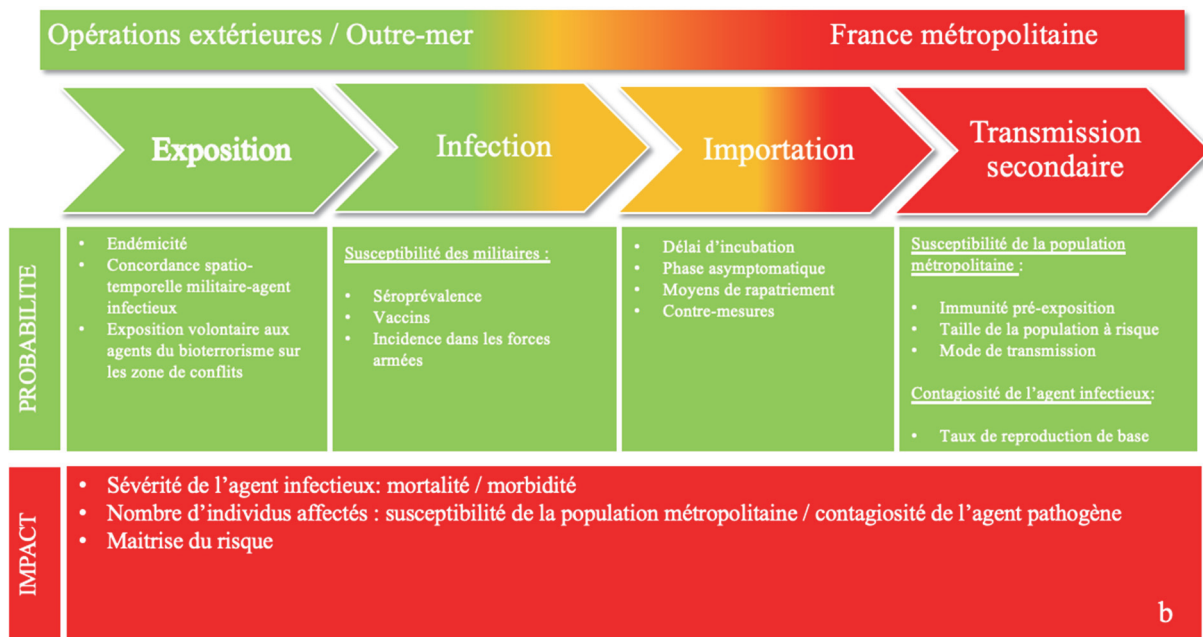 Opérations extérieures / Outre-mer
France métropolitaine
Exposition
Infection
Importation
Transmission
secondaire
PROBABILITE
• Endémicité
• Concordance spatio-
temporelle militaire-agent
infectieux
• Exposition volontaire aux
agents du bioterrorisme sur
les zone de conflits
Susceptibilité des militaires :
• Séroprévalence
• Vaccins
• Incidence dans les forces
armées
• Délai d’incubation
• Phase asymptomatique
• Moyens de rapatriement
• Contre-mesures
Susceptibilité de la population
métropolitaine :
• Immunité pré-exposition
• Taille de la population à risque
• Mode de transmission
Contagiosité de l’agent infectieux:
• Taux de reproduction de base
IMPACT
• Sévérité de l’agent infectieux: mortalité / morbidité
• Nombre d’individus affectés : susceptibilité de la population métropolitaine / contagiosité de l’agent pathogène
• Maitrise du risque
b